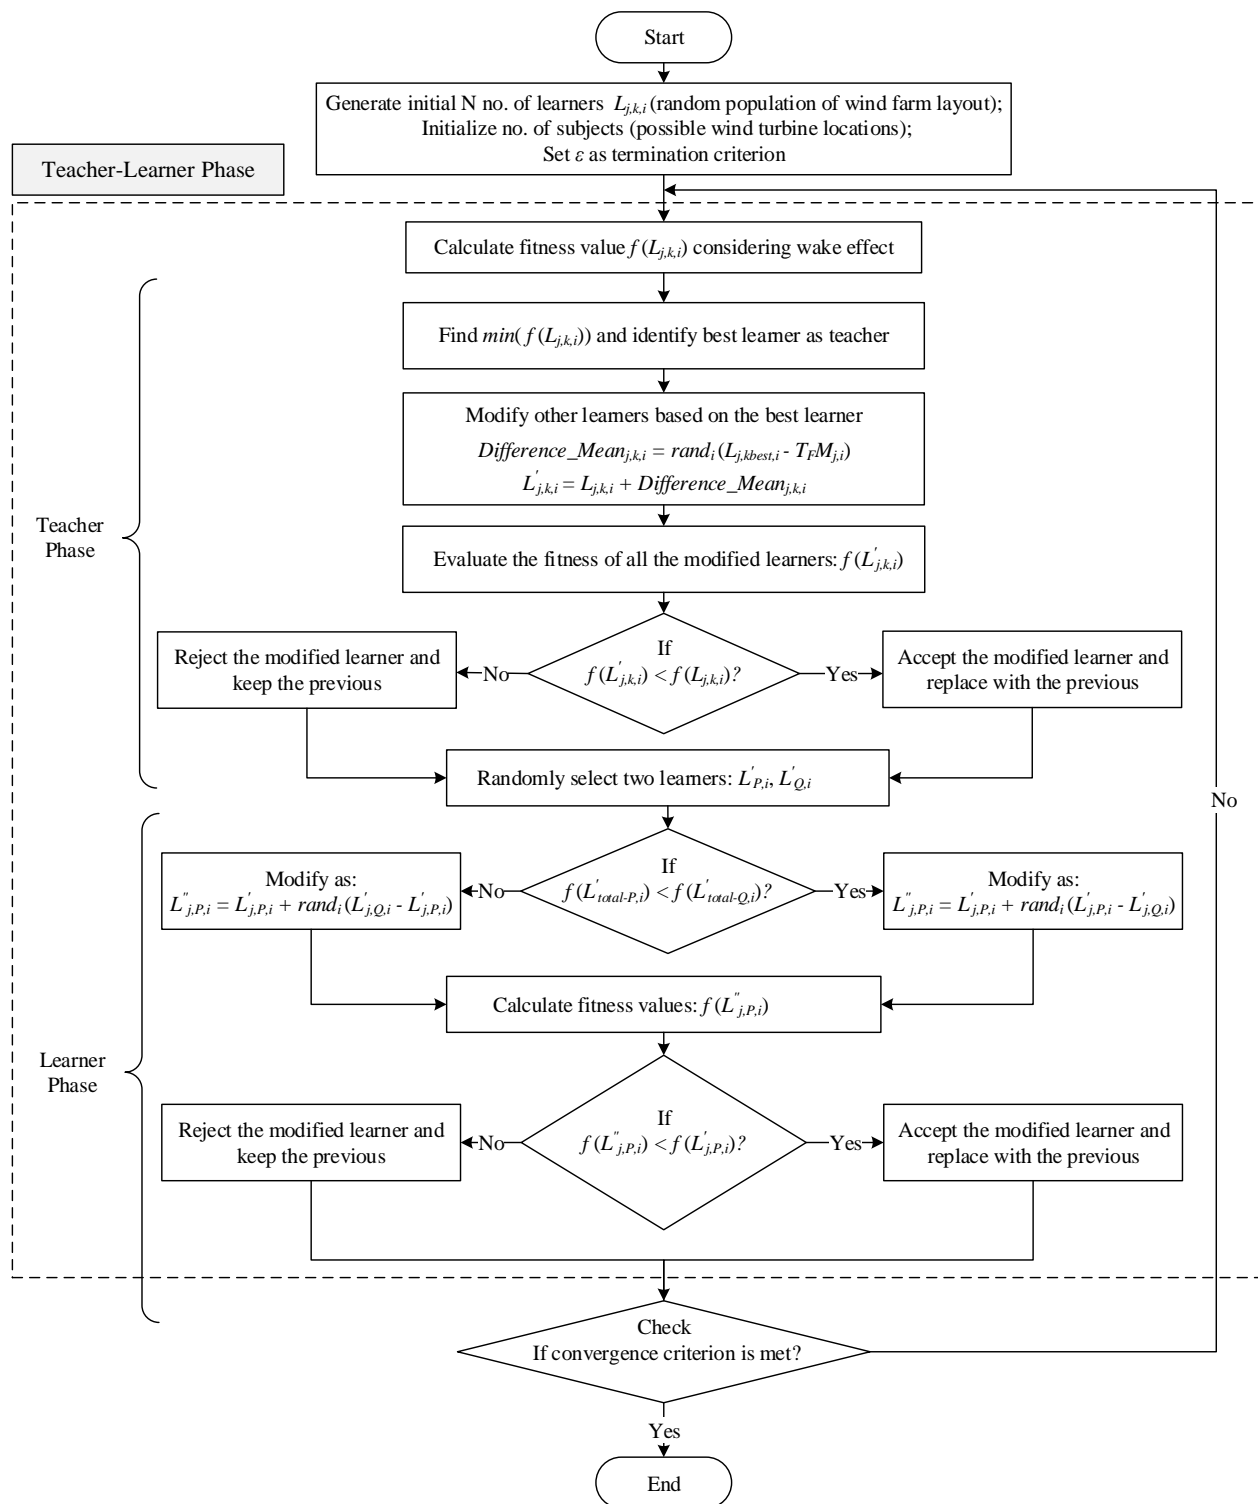 Start
Generate initial N no. of learners L_{j,k,i} (random population of wind farm layout);
Initialize no. of subjects (possible wind turbine locations);
Set ε as termination criterion
Teacher-Learner Phase
Calculate fitness value f (L_{j,k,i}) considering wake effect
Find min( f (L_{j,k,i})) and identify best learner as teacher
Modify other learners based on the best learner
Difference_Mean_{j,k,i} = rand_i (L_{j,kbest,i} - T_F M_{j,i})
L'_{j,k,i} = L_{j,k,i} + Difference_Mean_{j,k,i}
Teacher
Phase
Evaluate the fitness of all the modified learners: f (L'_{j,k,i})
If
f (L'_{j,k,i}) < f (L_{j,k,i})?
No
Yes
Reject the modified learner and
keep the previous
Accept the modified learner and
replace with the previous
Randomly select two learners: L'_{P,i}, L'_{Q,i}
No
If
f (L'_{total-P,i}) < f (L'_{total-Q,i})?
No
Yes
Modify as:
L''_{j,P,i} = L'_{j,P,i} + rand_i (L'_{j,Q,i} - L'_{j,P,i})
Modify as:
L''_{j,P,i} = L'_{j,P,i} + rand_i (L'_{j,P,i} - L'_{j,Q,i})
Calculate fitness values: f (L''_{j,P,i})
Learner
Phase
If
f (L''_{j,P,i}) < f (L'_{j,P,i})?
No
Yes
Reject the modified learner and
keep the previous
Accept the modified learner and
replace with the previous
Check
If convergence criterion is met?
Yes
End